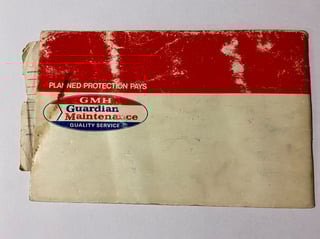 PLANNED PROTECTION PAYS
GMH
Guardian
Maintenance
QUALITY SERVICE